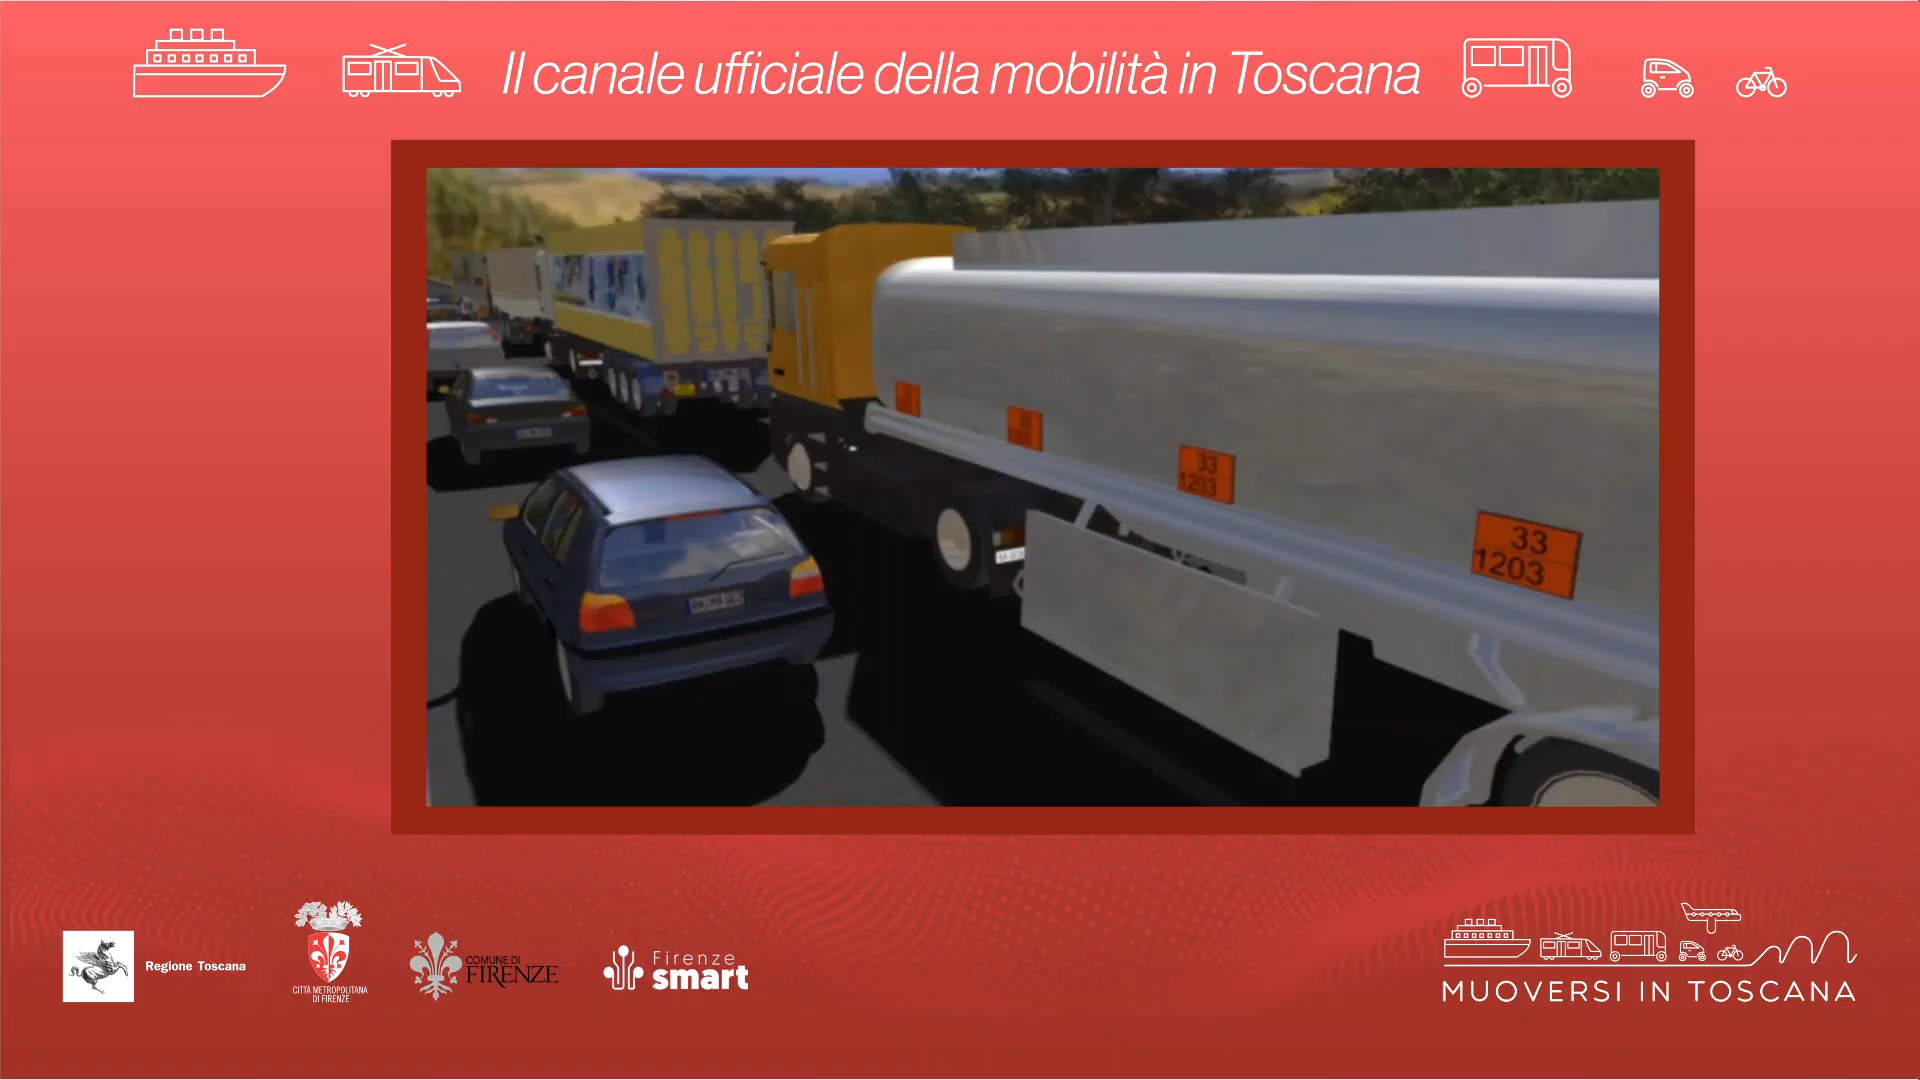 Il canale ufficiale della mobilità in Toscana
33
1203
33
1203
Regione Toscana
CITTÀ METROPOLITANA
DI FIRENZE
COMUNE DI
FIRENZE
Firenze
smart
MUOVERSI IN TOSCANA